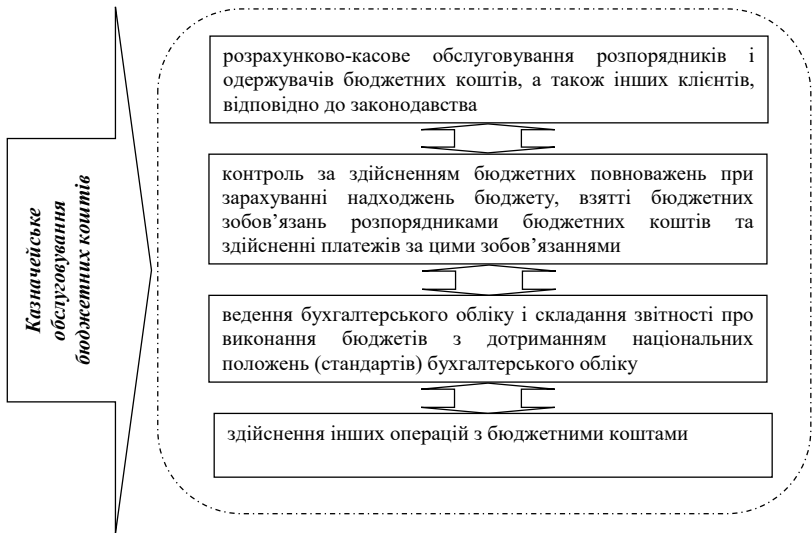 Казначейське
обслуговування
бюджетних коштів
розрахунково-касове обслуговування розпорядників і
одержувачів бюджетних коштів, а також інших клієнтів,
відповідно до законодавства
контроль за здійсненням бюджетних повноважень при
зарахуванні надходжень бюджету, взятті бюджетних
зобов’язань розпорядниками бюджетних коштів та
здійсненні платежів за цими зобов’язаннями
ведення бухгалтерського обліку і складання звітності про
виконання бюджетів з дотриманням національних
положень (стандартів) бухгалтерського обліку
здійснення інших операцій з бюджетними коштами